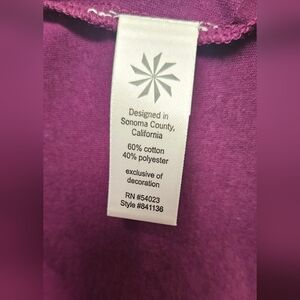 Designed in
Sonoma County,
California
60% cotton
40% polyester
exclusive of
decoration
RN #54023
Style #841136